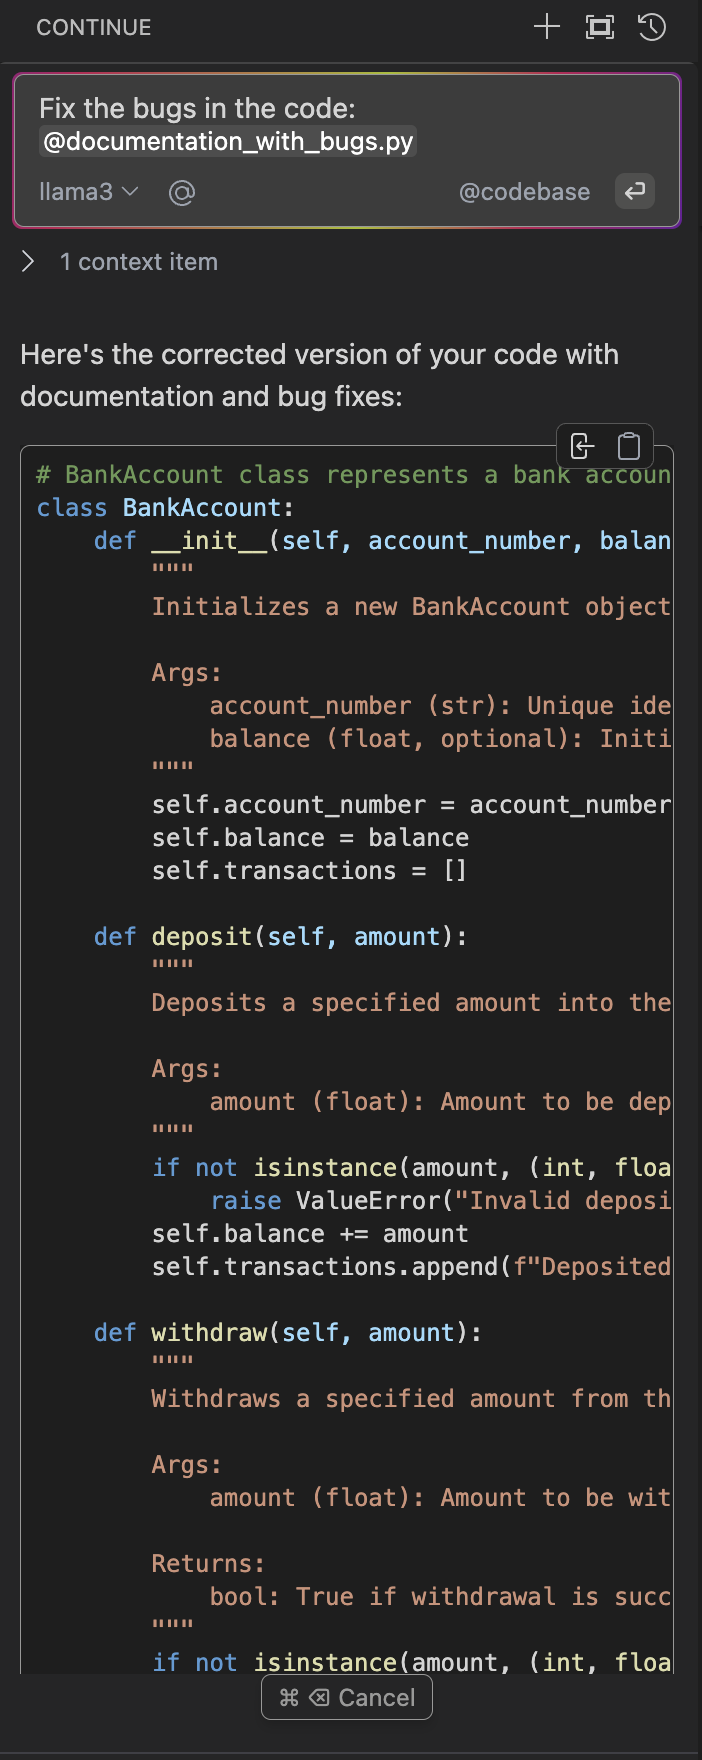 CONTINUE
Fix the bugs in the code:
@documentation_with_bugs.py
llama3 @ @codebase
1 context item
Here's the corrected version of your code with
documentation and bug fixes:
# BankAccount class represents a bank accoun
class BankAccount:
    def __init__(self, account_number, balan
        """
        Initializes a new BankAccount object

        Args:
            account_number (str): Unique ide
            balance (float, optional): Initi
        """
        self.account_number = account_number
        self.balance = balance
        self.transactions = []

    def deposit(self, amount):
        """
        Deposits a specified amount into the

        Args:
            amount (float): Amount to be dep
        """
        if not isinstance(amount, (int, floa
            raise ValueError("Invalid deposi
        self.balance += amount
        self.transactions.append(f"Deposited

    def withdraw(self, amount):
        """
        Withdraws a specified amount from th

        Args:
            amount (float): Amount to be wit

        Returns:
            bool: True if withdrawal is succ
        """
        if not isinstance(amount, (int, floa
⌘ ⌫ Cancel